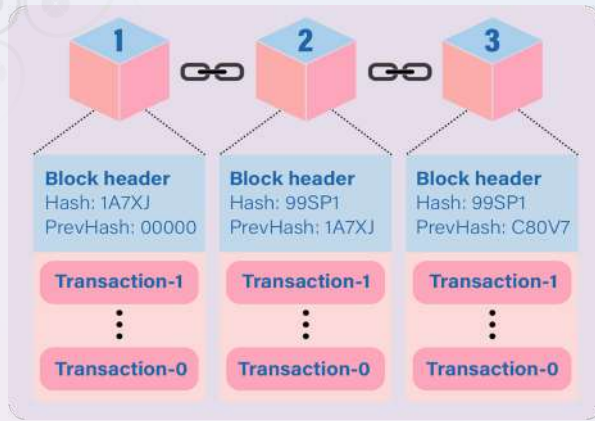 1
2
3
Block header
Hash: 1A7XJ
PrevHash: 00000
Transaction-1
Transaction-0
Block header
Hash: 99SP1
PrevHash: 1A7XJ
Transaction-1
Transaction-0
Block header
Hash: 99SP1
PrevHash: C80V7
Transaction-1
Transaction-0